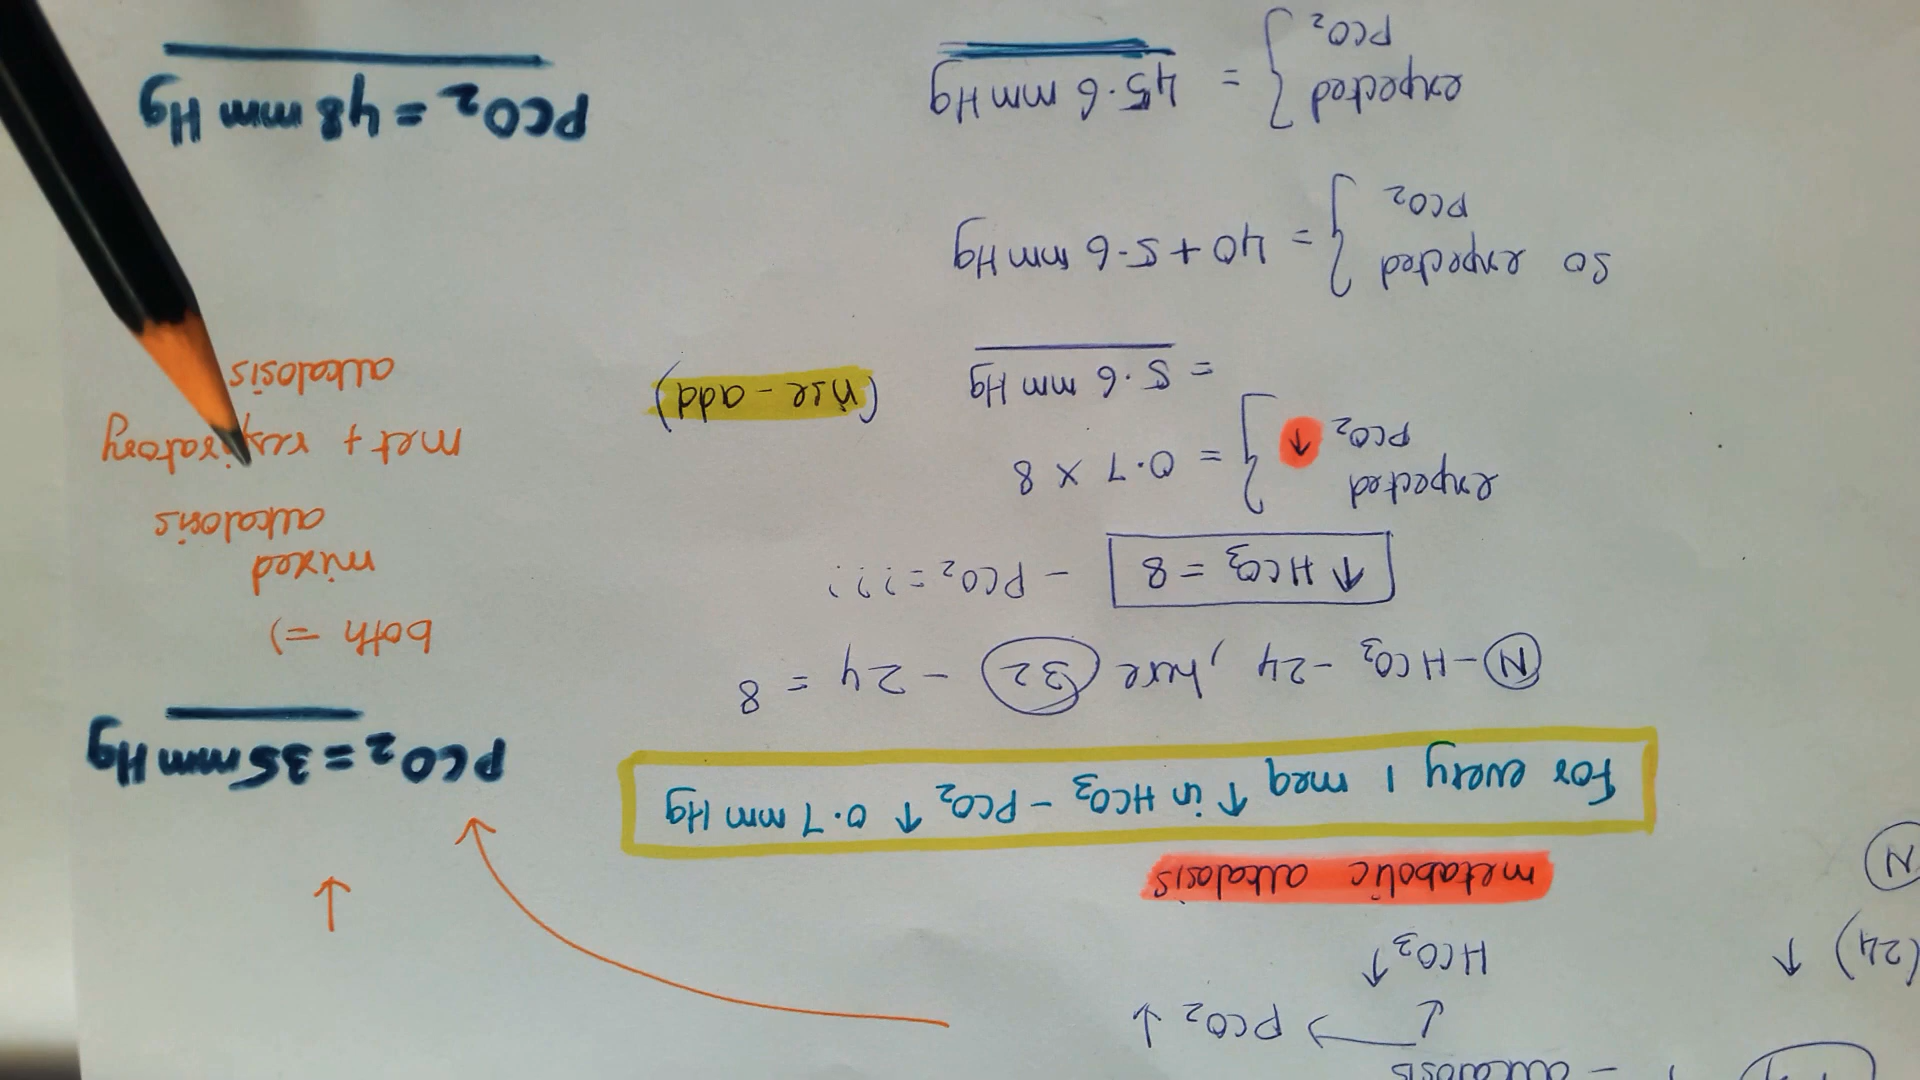 - alkalosis
→ PCO₂ ↓
HCO₃↑
(24)
N
metabolic alkalosis
For every 1 meq ↑ in HCO₃ - PCO₂ ↑ 0.7 mm Hg
N - HCO₃ - 24, here 32 - 24 = 8
↑ HCO₃ = 8 - PCO₂ = ???
expected ↑ PCO₂ } = 0.7 x 8
= 5.6 mm Hg (nse - add)
So expected PCO₂ } = 40 + 5.6 mm Hg
expected PCO₂ } = 45.6 mm Hg
PCO₂ = 35 mm Hg
both =)
mixed
alkalosis
met + respiratory
alkalosis
PCO₂ = 48 mm Hg